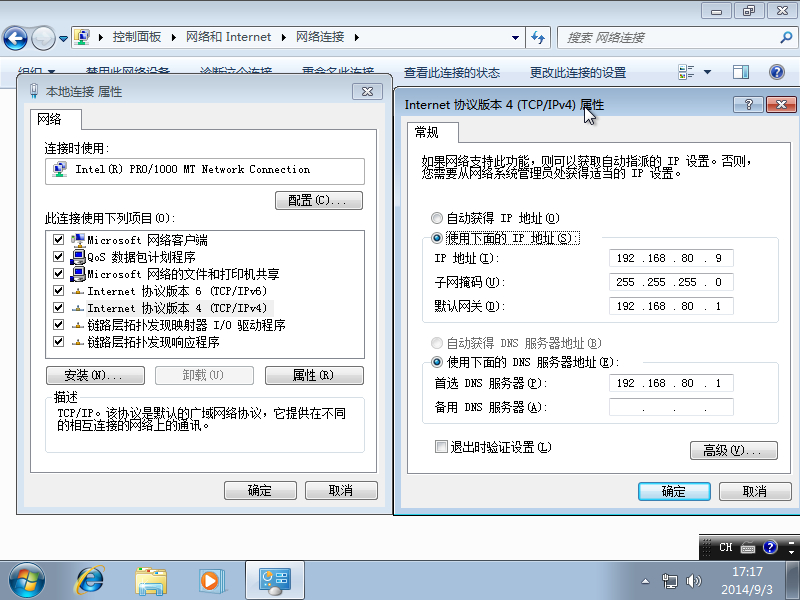 控制面板 网络和 Internet 网络连接
搜索 网络连接
组织 禁用此网络设备 诊断这个连接 重命名此连接 查看此连接的状态 更改此连接的设置
本地连接 属性
网络
连接时使用:
Intel(R) PRO/1000 MT Network Connection
配置(C)...
此连接使用下列项目(O):
Microsoft 网络客户端
QoS 数据包计划程序
Microsoft 网络的文件和打印机共享
Internet 协议版本 6 (TCP/IPv6)
Internet 协议版本 4 (TCP/IPv4)
链路层拓扑发现映射器 I/O 驱动程序
链路层拓扑发现响应程序
安装(N)... 卸载(U) 属性(R)
描述
TCP/IP。该协议是默认的广域网络协议，它提供在不同
的相互连接的网络上的通讯。
确定 取消
Internet 协议版本 4 (TCP/IPv4) 属性
常规
如果网络支持此功能，则可以获取自动指派的 IP 设置。否则，
您需要从网络系统管理员处获得适当的 IP 设置。
自动获得 IP 地址(O)
使用下面的 IP 地址(S):
IP 地址(I): 192 .168 . 80 . 9
子网掩码(U): 255 .255 .255 . 0
默认网关(D): 192 .168 . 80 . 1
自动获得 DNS 服务器地址(B)
使用下面的 DNS 服务器地址(E):
首选 DNS 服务器(P): 192 .168 . 80 . 1
备用 DNS 服务器(A): . . .
退出时验证设置(L)
高级(V)...
确定 取消
CH
17:17
2014/9/3